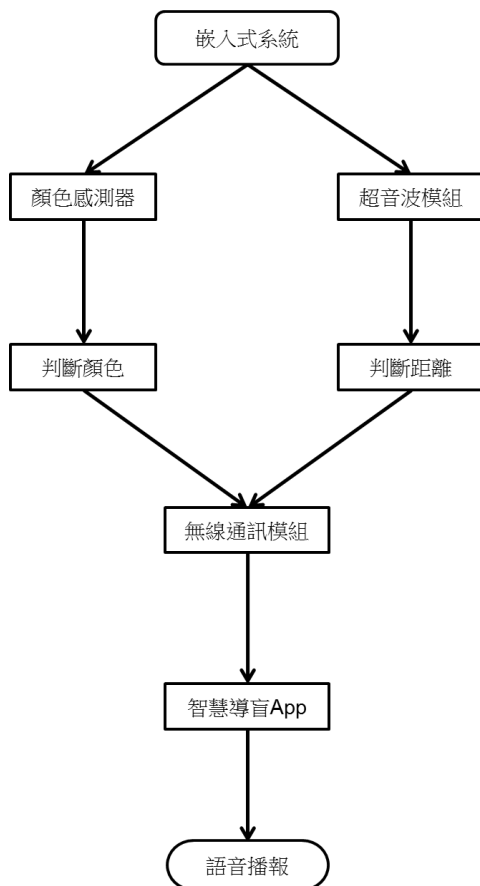 嵌入式系統
顏色感測器
超音波模組
判斷顏色
判斷距離
無線通訊模組
智慧導盲App
語音播報